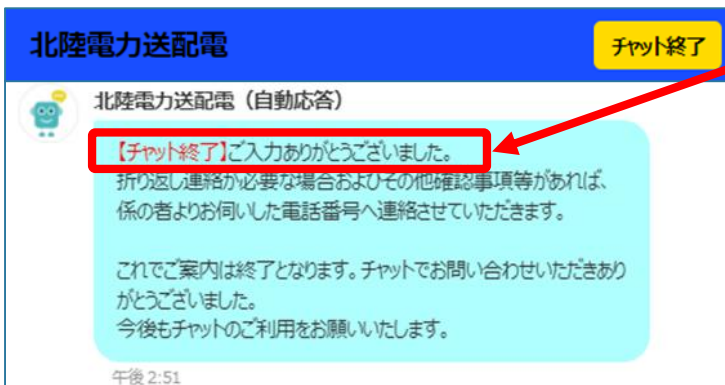 北陸電力送配電
チャット終了
北陸電力送配電（自動応答）
【チャット終了】ご入力ありがとうございました。
折り返し連絡が必要な場合およびその他確認事項等があれば、
係の者よりお伺いした電話番号へ連絡させていただきます。
これでご案内は終了となります。チャットでお問い合わせいただきあり
がとうございました。
今後もチャットのご利用をお願いいたします。
午後 2:51